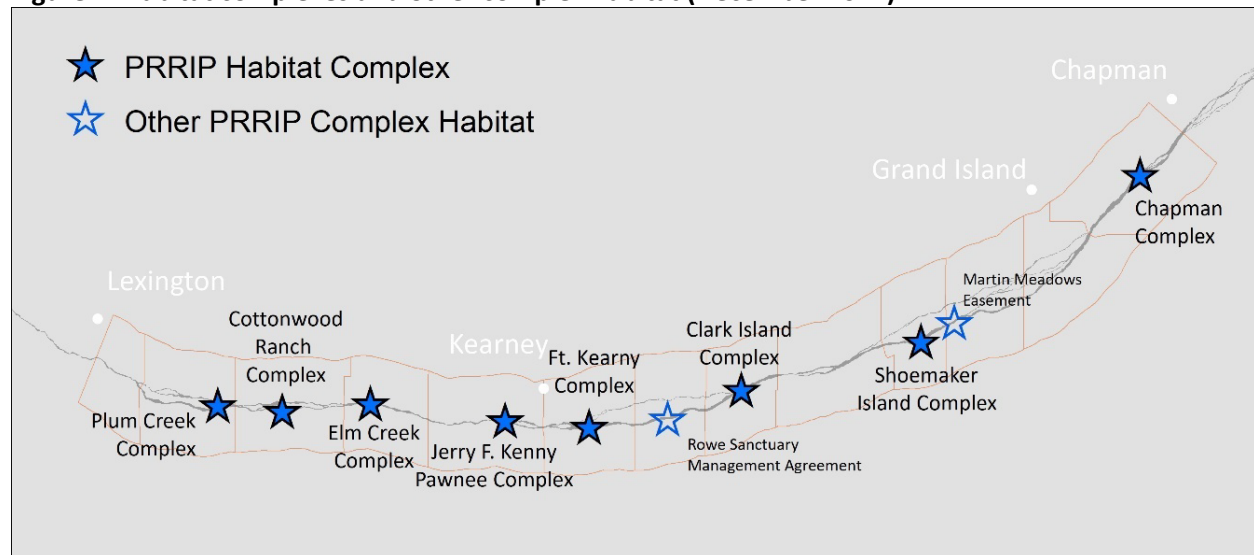 PRRIP Habitat Complex
Other PRRIP Complex Habitat
Chapman
Grand Island
Chapman
Complex
Martin Meadows
Easement
Lexington
Cottonwood
Ranch
Complex
Kearney
Ft. Kearny
Complex
Clark Island
Complex
Shoemaker
Island Complex
Plum Creek
Complex
Elm Creek
Complex
Jerry F. Kenny
Pawnee Complex
Rowe Sanctuary
Management Agreement